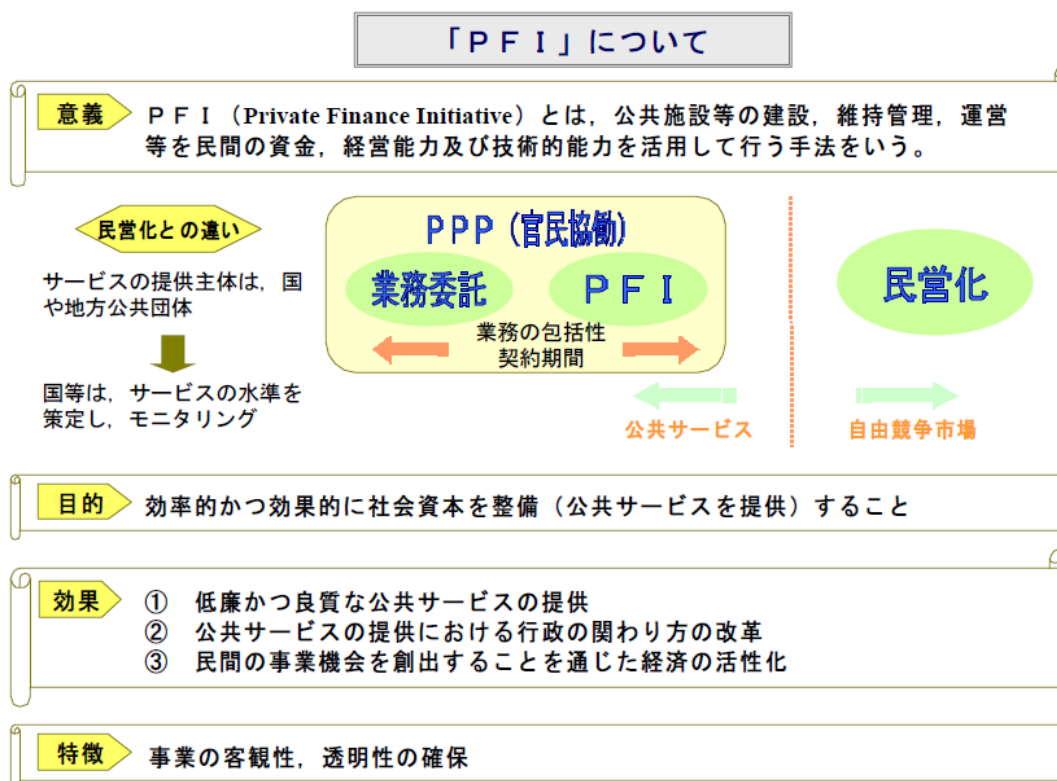 「ＰＦＩ」について
意義
ＰＦＩ（Private Finance Initiative）とは，公共施設等の建設，維持管理，運営
等を民間の資金，経営能力及び技術的能力を活用して行う手法をいう。
民営化との違い
サービスの提供主体は，国
や地方公共団体
国等は，サービスの水準を
策定し，モニタリング
ＰＰＰ（官民協働）
業務委託
ＰＦＩ
業務の包括性
契約期間
民営化
公共サービス
自由競争市場
目的
効率的かつ効果的に社会資本を整備（公共サービスを提供）すること
効果
①　低廉かつ良質な公共サービスの提供
②　公共サービスの提供における行政の関わり方の改革
③　民間の事業機会を創出することを通じた経済の活性化
特徴
事業の客観性，透明性の確保